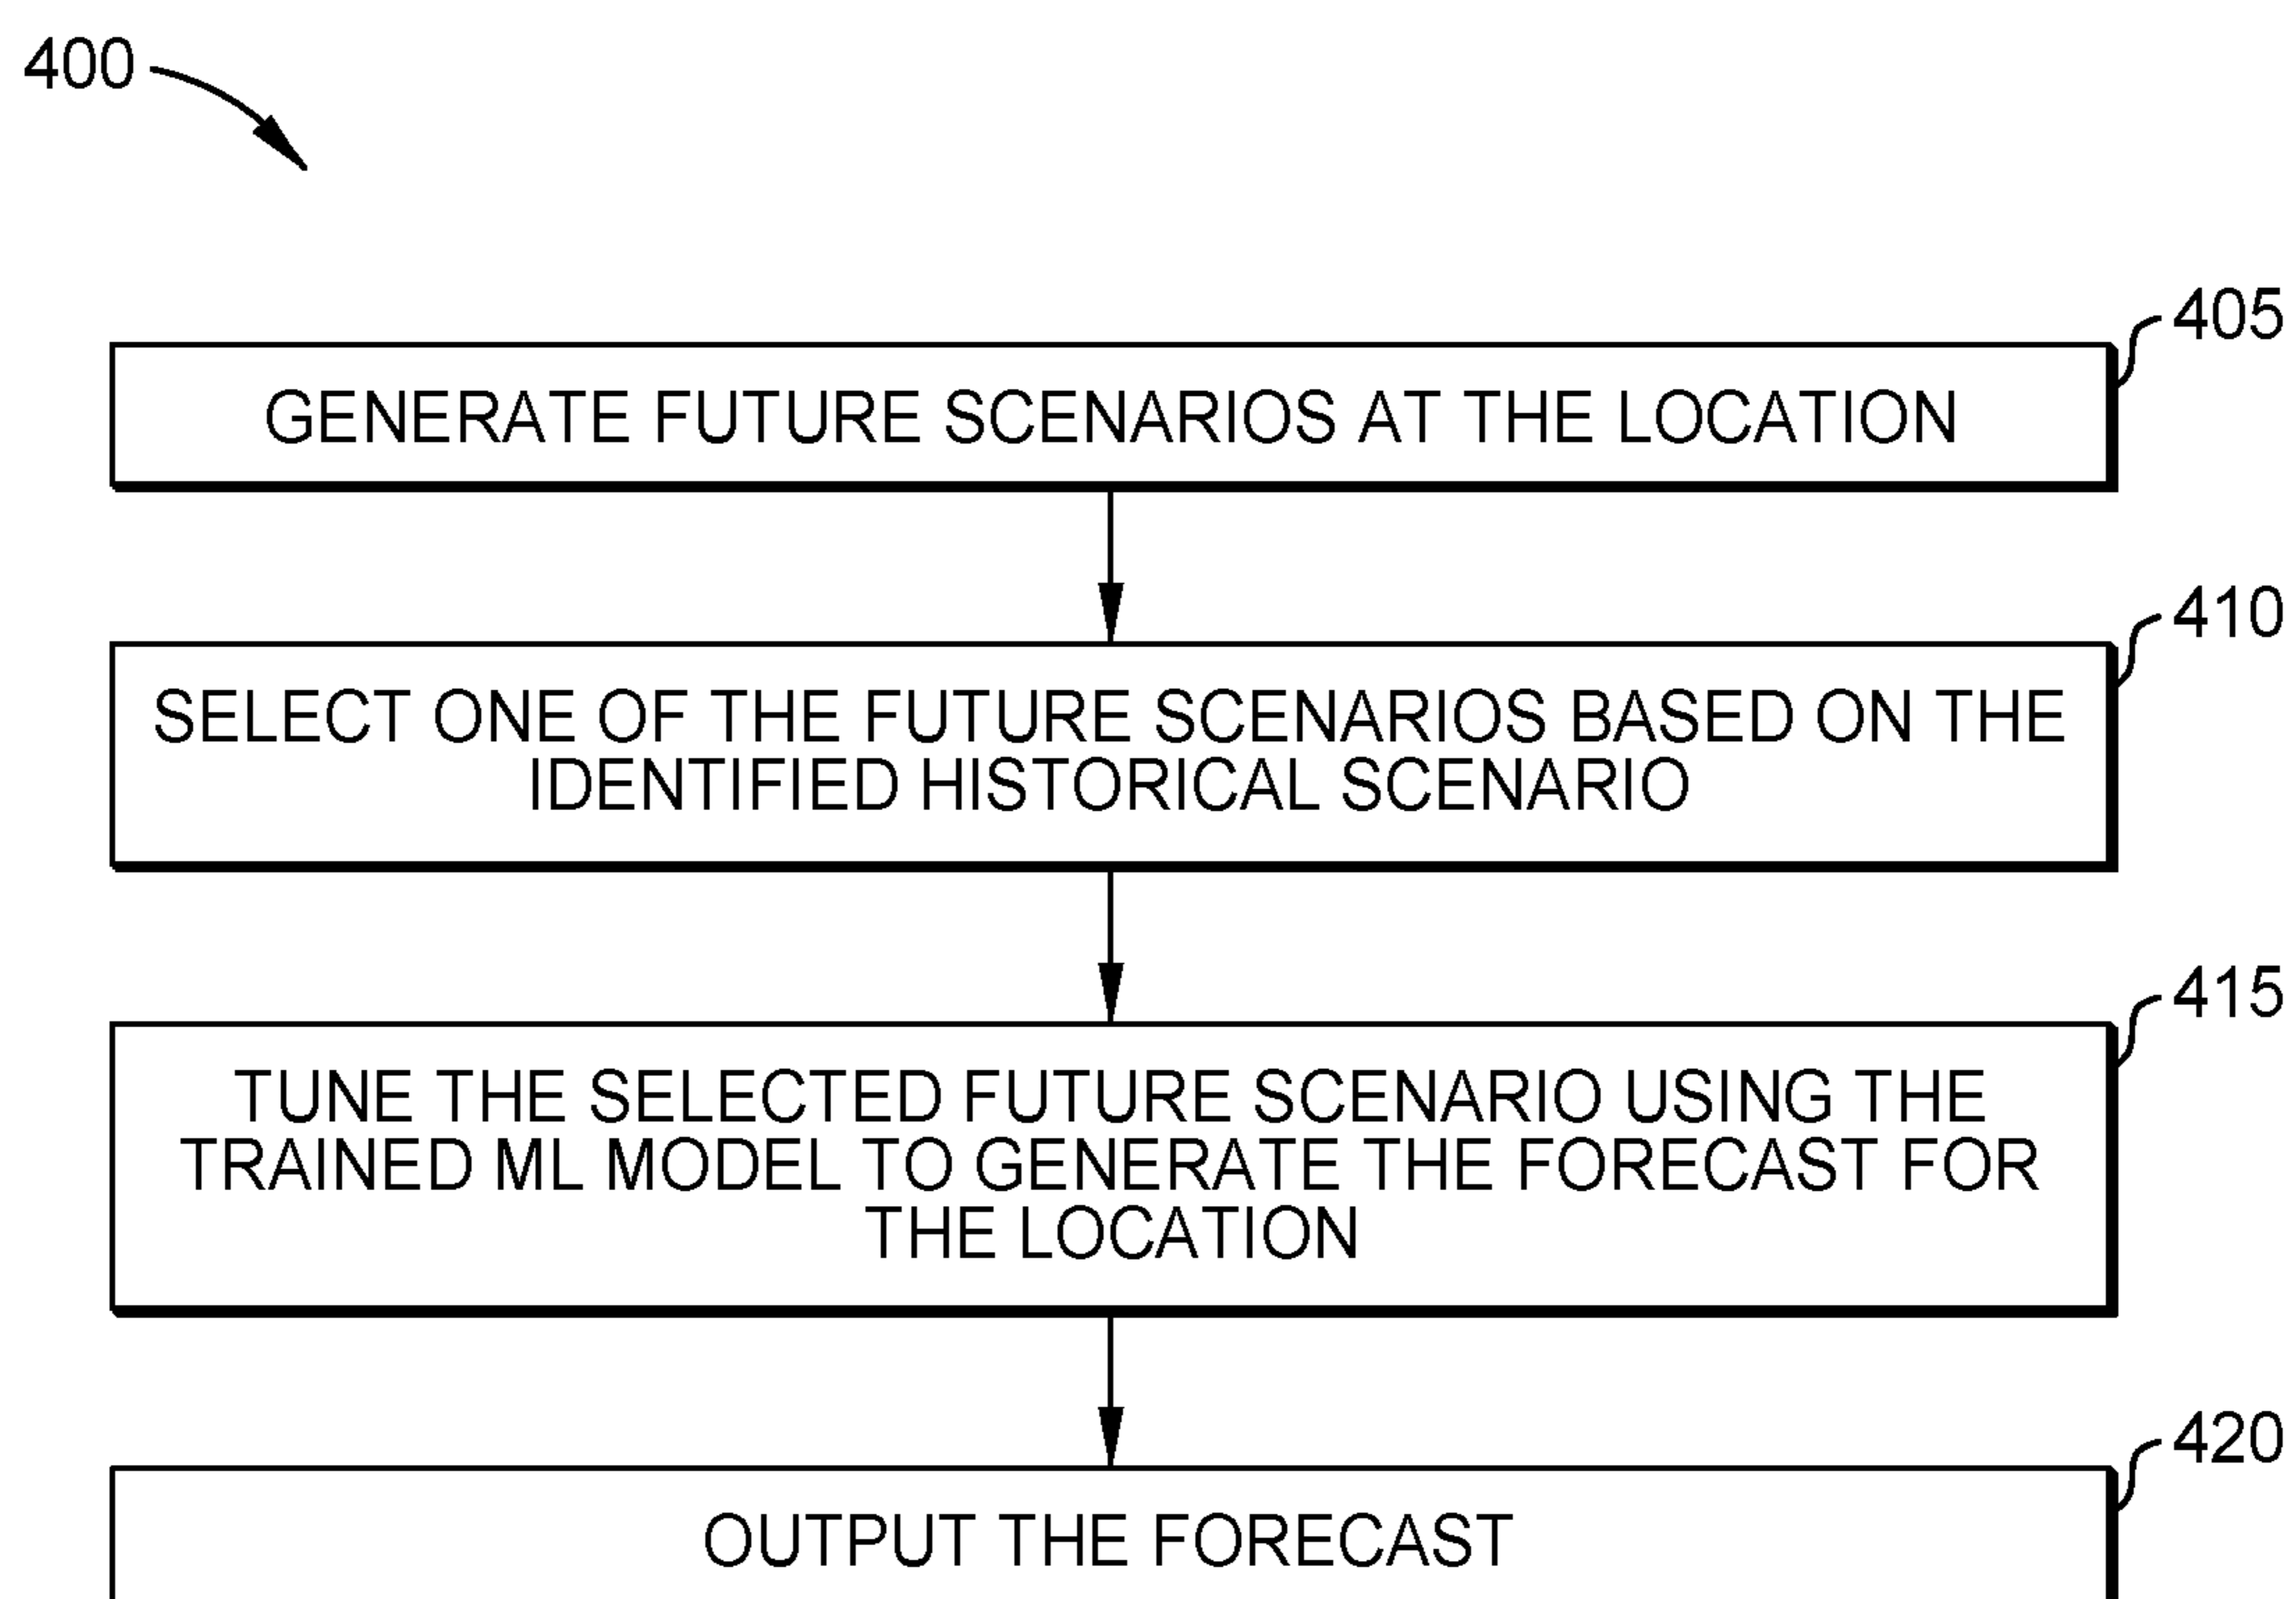 400
405
GENERATE FUTURE SCENARIOS AT THE LOCATION
410
SELECT ONE OF THE FUTURE SCENARIOS BASED ON THE
IDENTIFIED HISTORICAL SCENARIO
415
TUNE THE SELECTED FUTURE SCENARIO USING THE
TRAINED ML MODEL TO GENERATE THE FORECAST FOR
THE LOCATION
420
OUTPUT THE FORECAST